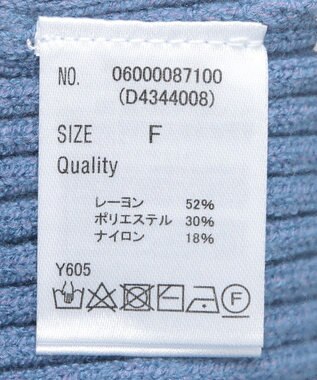 NO. 06000087100
(D4344008)
SIZE F
Quality
レーヨン 52%
ポリエステル 30%
ナイロン 18%
Y605
F